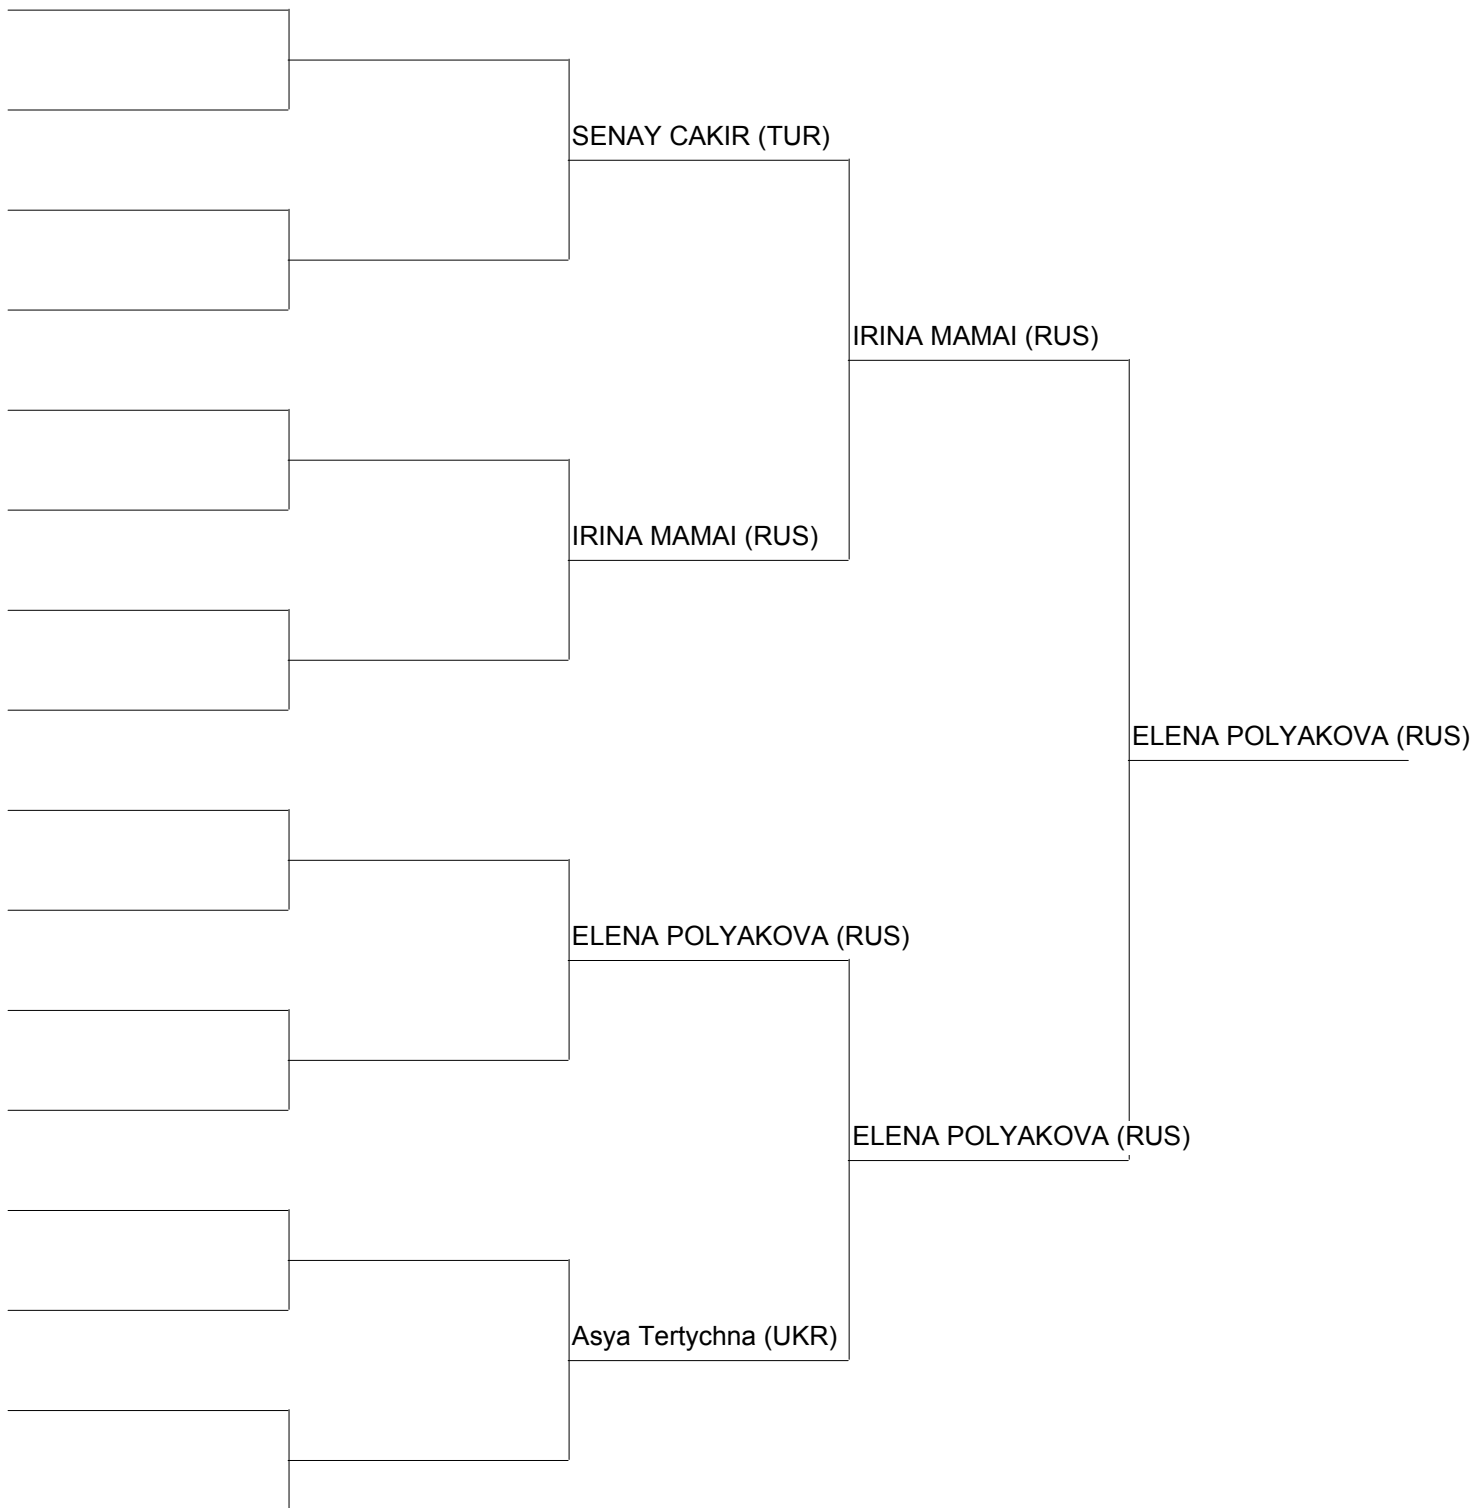 SENAY CAKIR (TUR)
IRINA MAMAI (RUS)
IRINA MAMAI (RUS)
ELENA POLYAKOVA (RUS)
ELENA POLYAKOVA (RUS)
ELENA POLYAKOVA (RUS)
Asya Tertychna (UKR)